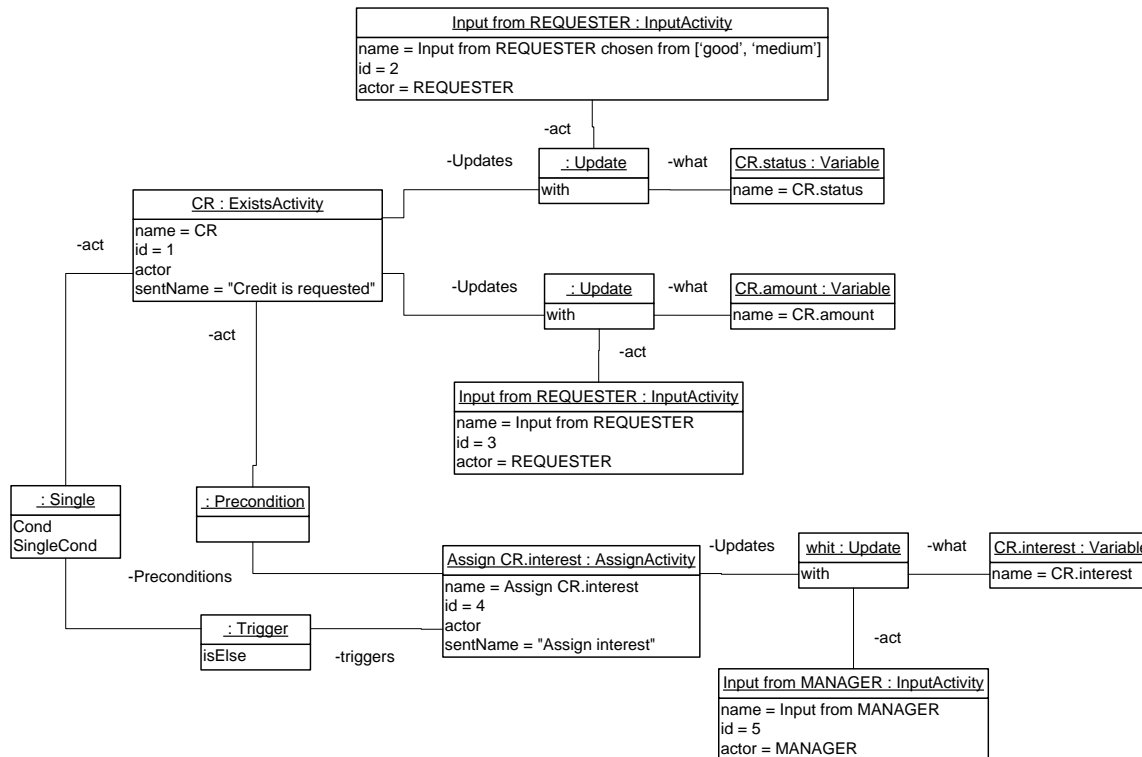 Input from REQUESTER : InputActivity
name = Input from REQUESTER chosen from [‘good’, ‘medium’]
id = 2
actor = REQUESTER
-act
-Updates
: Update
with
-what
CR.status : Variable
name = CR.status
CR : ExistsActivity
name = CR
id = 1
actor
sentName = "Credit is requested"
-act
-Updates
: Update
with
-what
CR.amount : Variable
name = CR.amount
-act
-act
Input from REQUESTER : InputActivity
name = Input from REQUESTER
id = 3
actor = REQUESTER
: Single
Cond
SingleCond
: Precondition
-Preconditions
Assign CR.interest : AssignActivity
name = Assign CR.interest
id = 4
actor
sentName = "Assign interest"
-Updates
whit : Update
with
-what
CR.interest : Variable
name = CR.interest
: Trigger
isElse
-triggers
-act
Input from MANAGER : InputActivity
name = Input from MANAGER
id = 5
actor = MANAGER